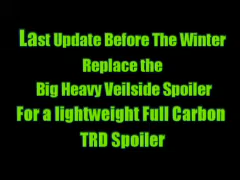 Last Update Before The Winter
Replace the
Big Heavy Veilside Spoiler
For a lightweight Full Carbon
TRD Spoiler